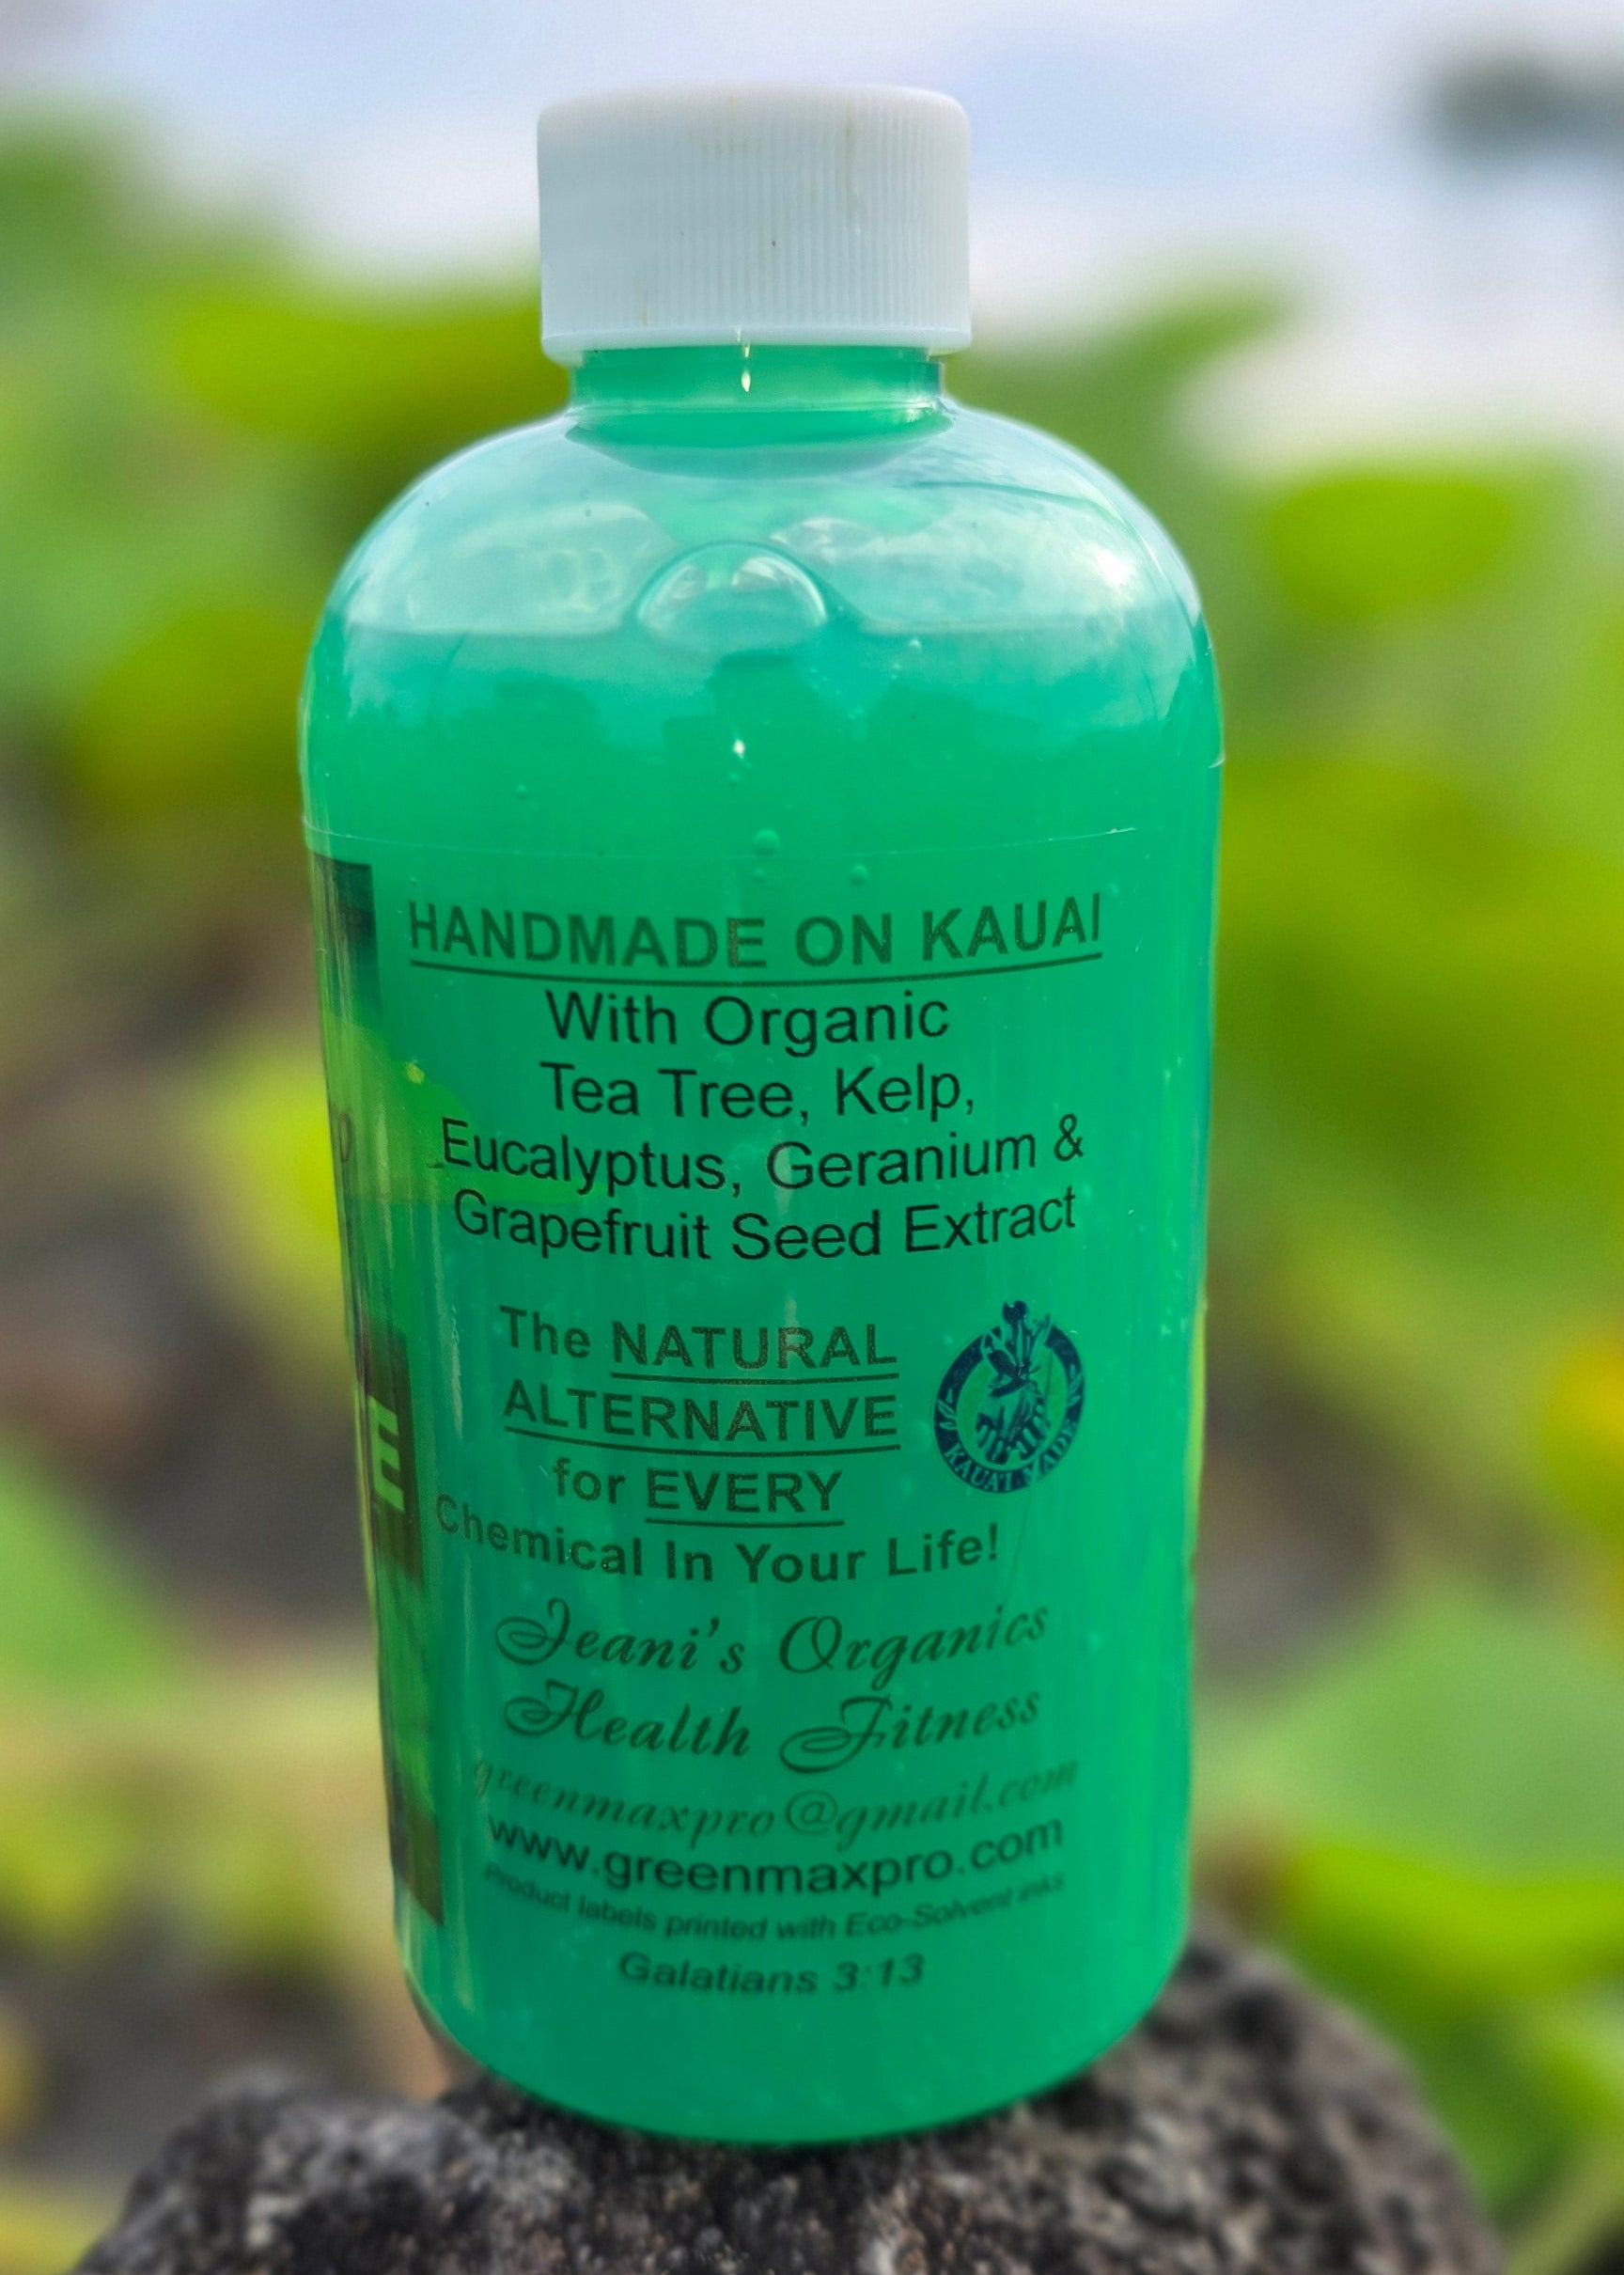 HANDMADE ON KAUAI
With Organic
Tea Tree, Kelp,
Eucalyptus, Geranium &
Grapefruit Seed Extract
The NATURAL
ALTERNATIVE
for EVERY
Chemical In Your Life!
KAUA'I MADE
Jeani's Organics
Health Fitness
greenmaxpro@gmail.com
www.greenmaxpro.com
Product labels printed with Eco-Solvent inks
Galatians 3:13
E